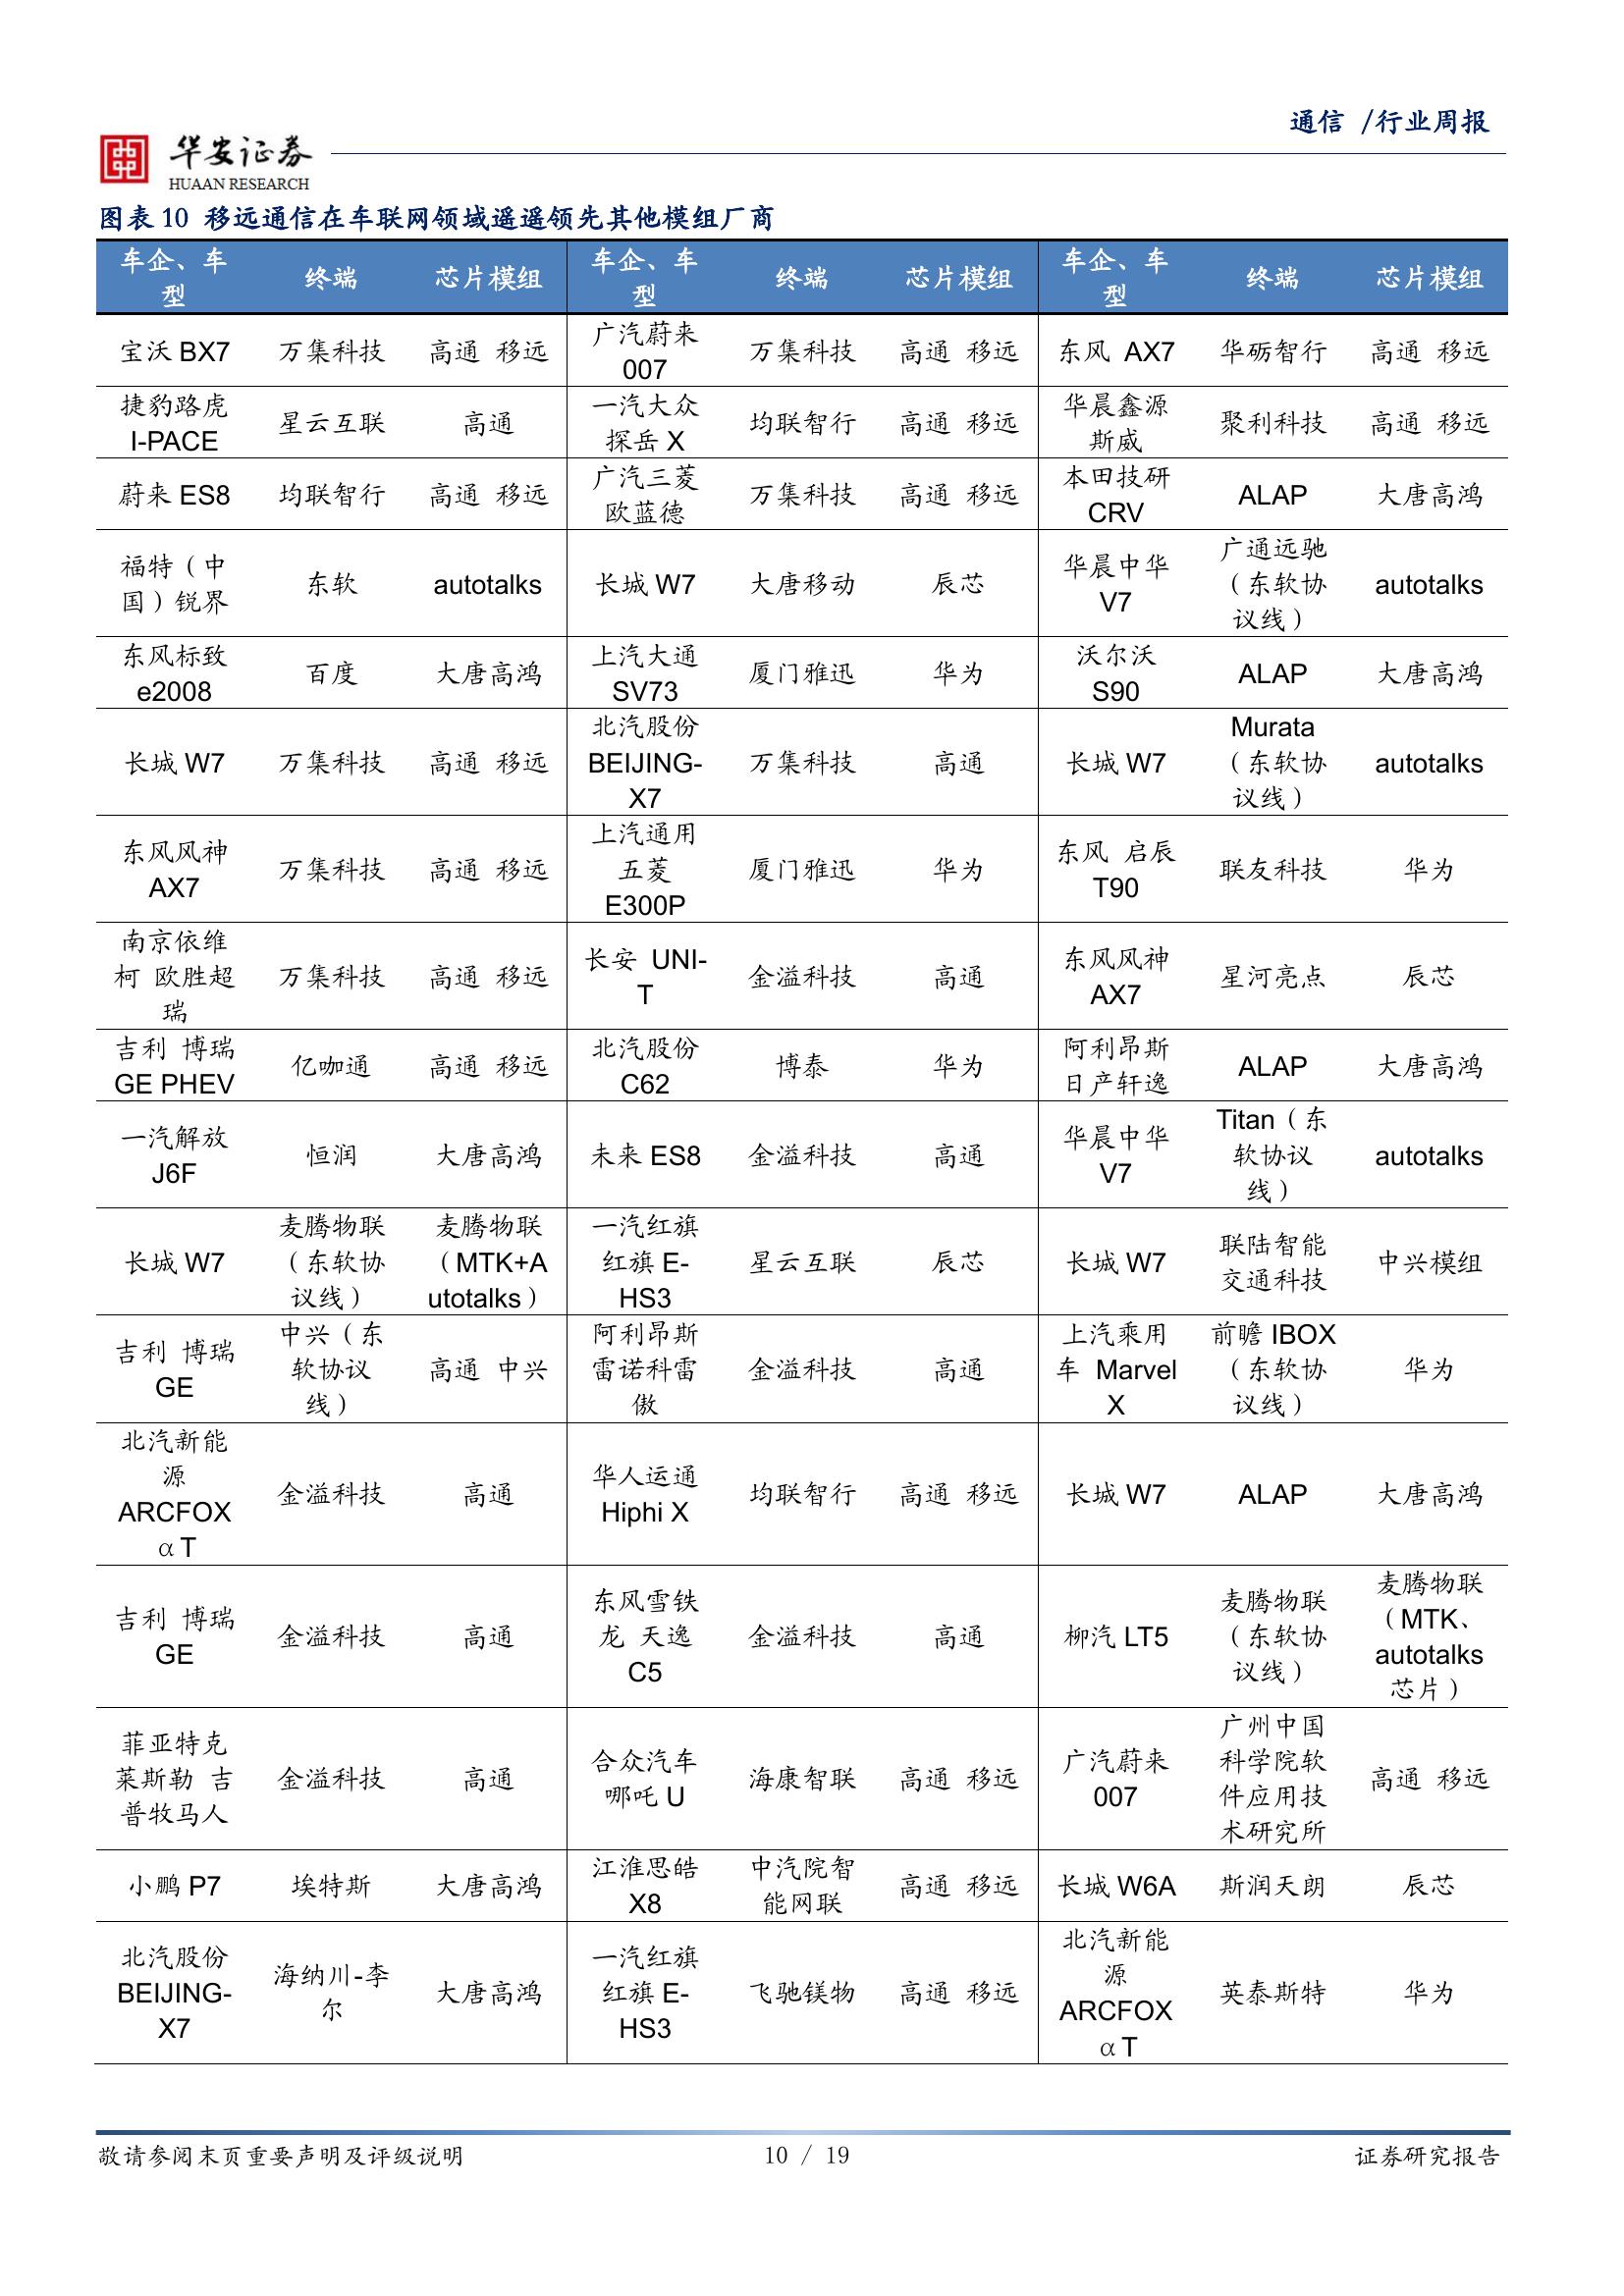 通信 /行业周报
华安证券
HUAAN RESEARCH
图表 10 移远通信在车联网领域遥遥领先其他模组厂商
车企、车型 终端 芯片模组 车企、车型 终端 芯片模组 车企、车型 终端 芯片模组
宝沃 BX7 万集科技 高通 移远 广汽蔚来 007 万集科技 高通 移远 东风 AX7 华砺智行 高通 移远
捷豹路虎 I-PACE 星云互联 高通 一汽大众 探岳 X 均联智行 高通 移远 华晨鑫源 斯威 聚利科技 高通 移远
蔚来 ES8 均联智行 高通 移远 广汽三菱 欧蓝德 万集科技 高通 移远 本田技研 CRV ALAP 大唐高鸿
福特（中国）锐界 东软 autotalks 长城 W7 大唐移动 辰芯 华晨中华 V7 广通远驰（东软协议线） autotalks
东风标致 e2008 百度 大唐高鸿 上汽大通 SV73 厦门雅迅 华为 沃尔沃 S90 ALAP 大唐高鸿
长城 W7 万集科技 高通 移远 北汽股份 BEIJING-X7 万集科技 高通 长城 W7 Murata（东软协议线） autotalks
东风风神 AX7 万集科技 高通 移远 上汽通用五菱 E300P 厦门雅迅 华为 东风 启辰 T90 联友科技 华为
南京依维柯 欧胜超瑞 万集科技 高通 移远 长安 UNI-T 金溢科技 高通 东风风神 AX7 星河亮点 辰芯
吉利 博瑞 GE PHEV 亿咖通 高通 移远 北汽股份 C62 博泰 华为 阿利昂斯 日产轩逸 ALAP 大唐高鸿
一汽解放 J6F 恒润 大唐高鸿 未来 ES8 金溢科技 高通 华晨中华 V7 Titan（东软协议线） autotalks
长城 W7 麦腾物联（东软协议线） 麦腾物联（MTK+Autotalks） 一汽红旗 红旗 E-HS3 星云互联 辰芯 长城 W7 联陆智能交通科技 中兴模组
吉利 博瑞 GE 中兴（东软协议线） 高通 中兴 阿利昂斯 雷诺科雷傲 金溢科技 高通 上汽乘用车 Marvel X 前瞻 IBOX（东软协议线） 华为
北汽新能源 ARCFOX αT 金溢科技 高通 华人运通 Hiphi X 均联智行 高通 移远 长城 W7 ALAP 大唐高鸿
吉利 博瑞 GE 金溢科技 高通 东风雪铁龙 天逸 C5 金溢科技 高通 柳汽 LT5 麦腾物联（东软协议线） 麦腾物联（MTK、autotalks 芯片）
菲亚特克莱斯勒 吉普牧马人 金溢科技 高通 合众汽车 哪吒 U 海康智联 高通 移远 广汽蔚来 007 广州中国科学院软件应用技术研究所 高通 移远
小鹏 P7 埃特斯 大唐高鸿 江淮思皓 X8 中汽院智能网联 高通 移远 长城 W6A 斯润天朗 辰芯
北汽股份 BEIJING-X7 海纳川-李尔 大唐高鸿 一汽红旗 红旗 E-HS3 飞驰镁物 高通 移远 北汽新能源 ARCFOX αT 英泰斯特 华为
敬请参阅末页重要声明及评级说明 10 / 19 证券研究报告